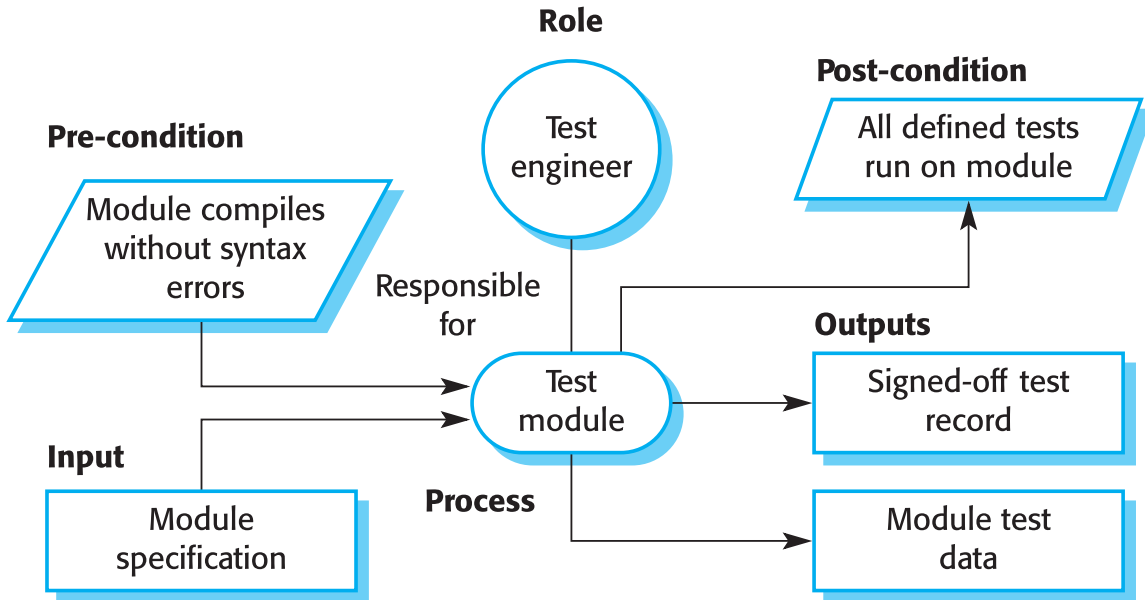 Role
Test
engineer
Post-condition
All defined tests
run on module
Pre-condition
Module compiles
without syntax
errors
Responsible
for
Test
module
Process
Input
Module
specification
Outputs
Signed-off test
record
Module test
data